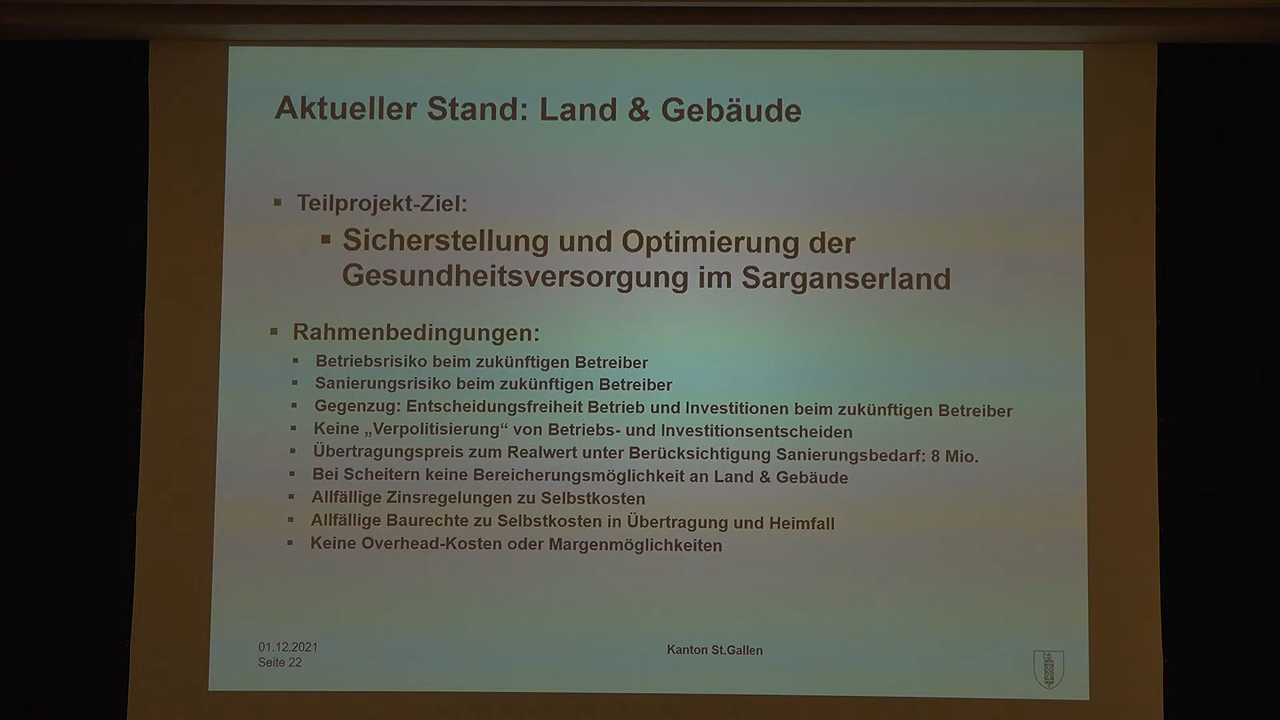 Aktueller Stand: Land & Gebäude
▪ Teilprojekt-Ziel:
▪ Sicherstellung und Optimierung der
Gesundheitsversorgung im Sarganserland
▪ Rahmenbedingungen:
▪ Betriebsrisiko beim zukünftigen Betreiber
▪ Sanierungsrisiko beim zukünftigen Betreiber
▪ Gegenzug: Entscheidungsfreiheit Betrieb und Investitionen beim zukünftigen Betreiber
▪ Keine „Verpolitisierung“ von Betriebs- und Investitionsentscheiden
▪ Übertragungspreis zum Realwert unter Berücksichtigung Sanierungsbedarf: 8 Mio.
▪ Bei Scheitern keine Bereicherungsmöglichkeit an Land & Gebäude
▪ Allfällige Zinsregelungen zu Selbstkosten
▪ Allfällige Baurechte zu Selbstkosten in Übertragung und Heimfall
▪ Keine Overhead-Kosten oder Margenmöglichkeiten
01.12.2021
Seite 22
Kanton St.Gallen